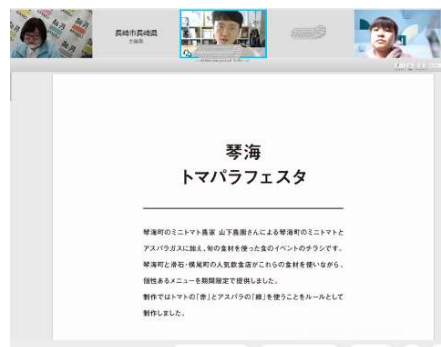 長崎市長崎県
琴海
トマパラフェスタ
琴海町のミニトマト農家 山下農園さんによる琴海町のミニトマトと
アスパラガスに加え、旬の食材を使った食のイベントのチラシです。
琴海町と滑石・横尾町の人気飲食店がこれらの食材を使いながら、
個性あるメニューを期間限定で提供しました。
制作ではトマトの「赤」とアスパラの「緑」を使うことをルールとして
制作しました。